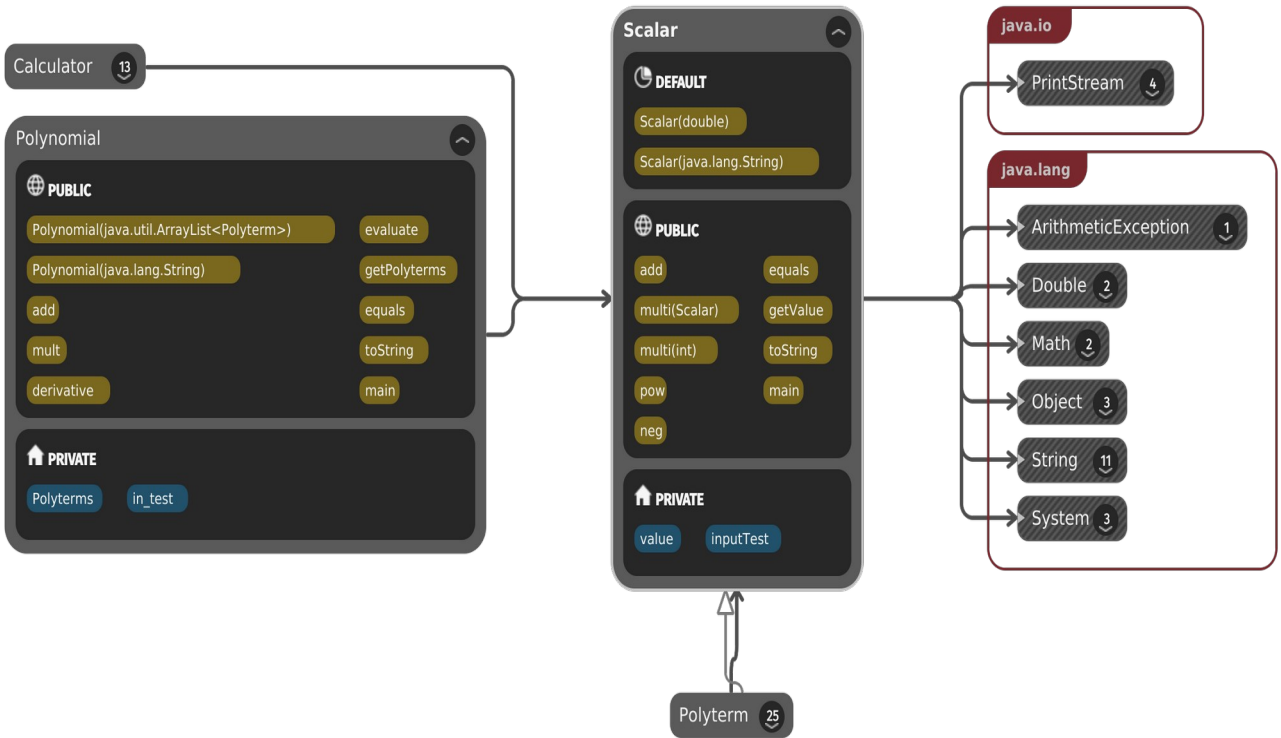 Calculator 13
Polynomial
PUBLIC
Polynomial(java.util.ArrayList<Polyterm>)
evaluate
Polynomial(java.lang.String)
getPolyterms
add
equals
mult
toString
derivative
main
PRIVATE
Polyterms
in_test
Scalar
DEFAULT
Scalar(double)
Scalar(java.lang.String)
PUBLIC
add
equals
multi(Scalar)
getValue
multi(int)
toString
pow
main
neg
PRIVATE
value
inputTest
Polyterm 25
java.io
PrintStream 4
java.lang
ArithmeticException 1
Double 2
Math 2
Object 3
String 11
System 3